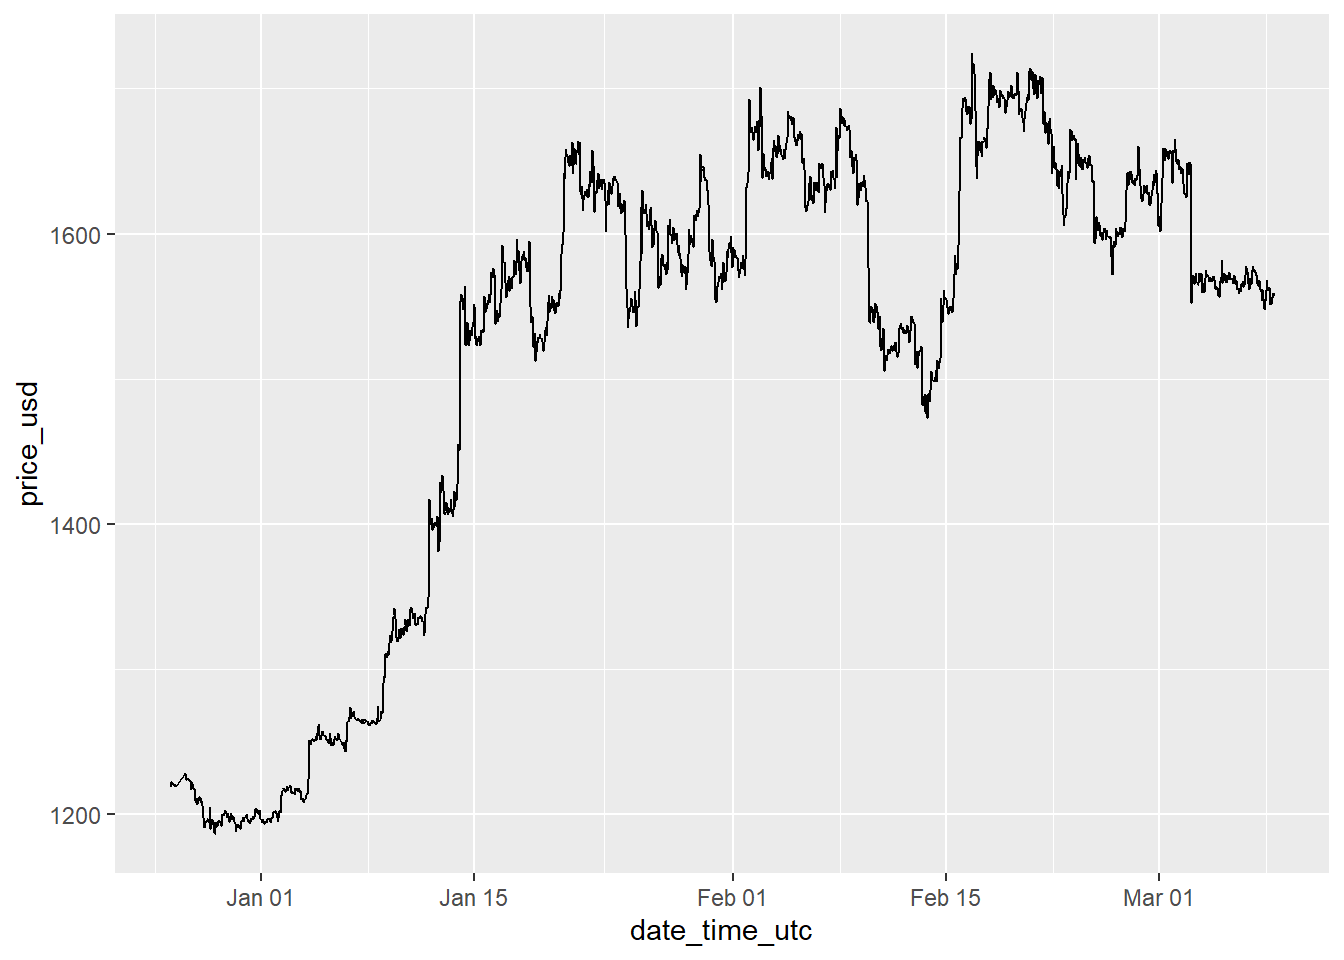 price_usd
1600
1400
1200
Jan 01
Jan 15
Feb 01
Feb 15
Mar 01
date_time_utc